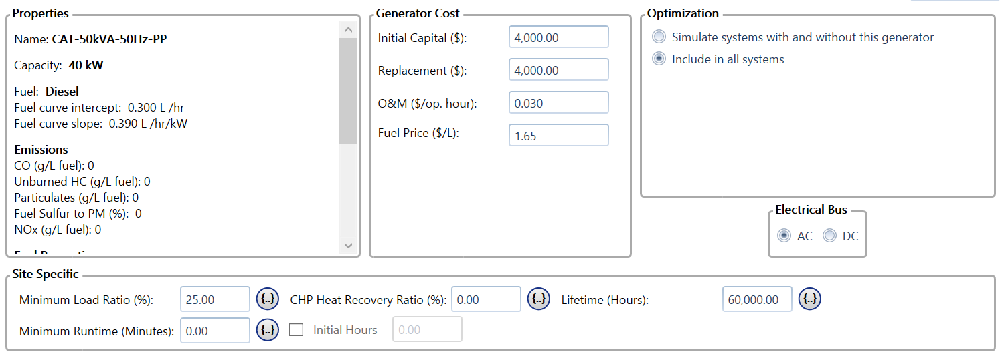 Properties
Name: CAT-50kVA-50Hz-PP
Capacity: 40 kW
Fuel: Diesel
Fuel curve intercept: 0.300 L /hr
Fuel curve slope: 0.390 L /hr/kW
Emissions
CO (g/L fuel): 0
Unburned HC (g/L fuel): 0
Particulates (g/L fuel): 0
Fuel Sulfur to PM (%): 0
NOx (g/L fuel): 0
Generator Cost
Initial Capital ($): 4,000.00
Replacement ($): 4,000.00
O&M ($/op. hour): 0.030
Fuel Price ($/L): 1.65
Optimization
Simulate systems with and without this generator
Include in all systems
Electrical Bus
AC DC
Site Specific
Minimum Load Ratio (%): 25.00 {..} CHP Heat Recovery Ratio (%): 0.00 {..} Lifetime (Hours): 60,000.00 {..}
Minimum Runtime (Minutes): 0.00 {..} Initial Hours 0.00